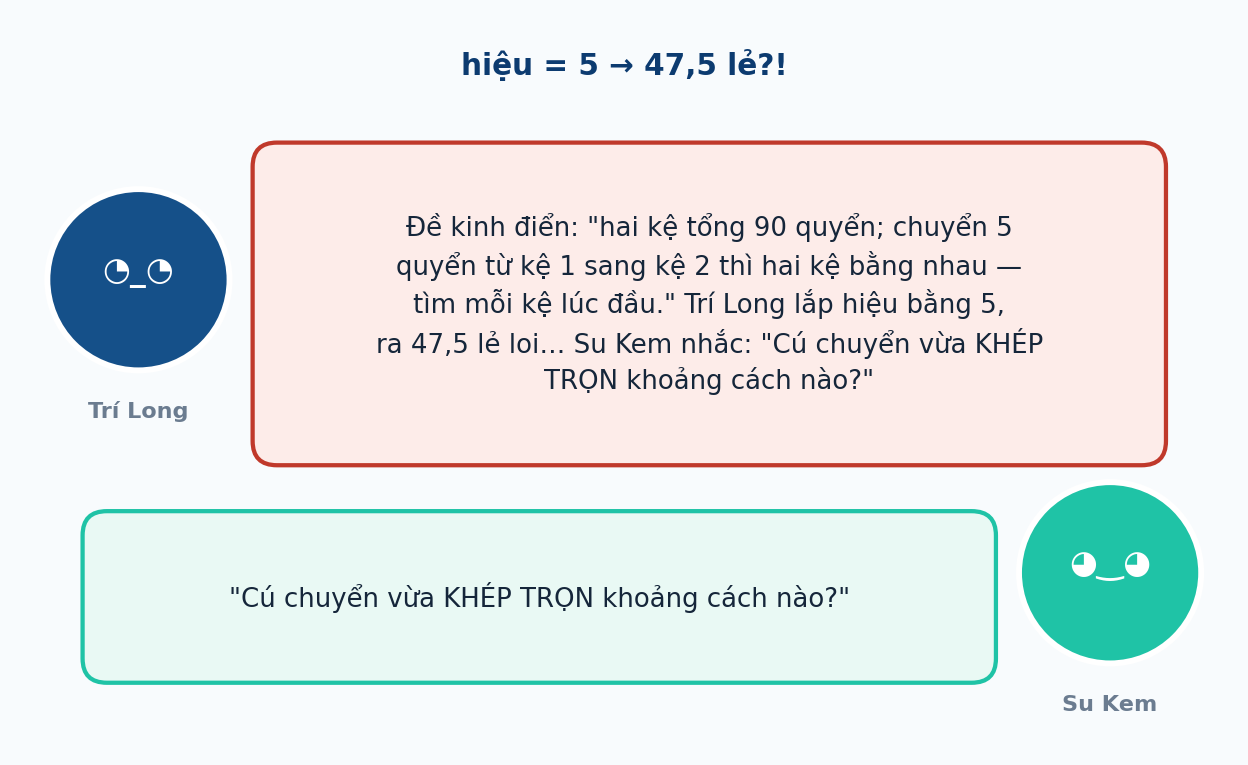 hiệu = 5 → 47,5 lẻ?!
Đề kinh điển: "hai kệ tổng 90 quyển; chuyển 5
quyển từ kệ 1 sang kệ 2 thì hai kệ bằng nhau —
tìm mỗi kệ lúc đầu." Trí Long lắp hiệu bằng 5,
ra 47,5 lẻ loi... Su Kem nhắc: "Cú chuyển vừa KHÉP
TRỌN khoảng cách nào?"
Trí Long
"Cú chuyển vừa KHÉP TRỌN khoảng cách nào?"
Su Kem